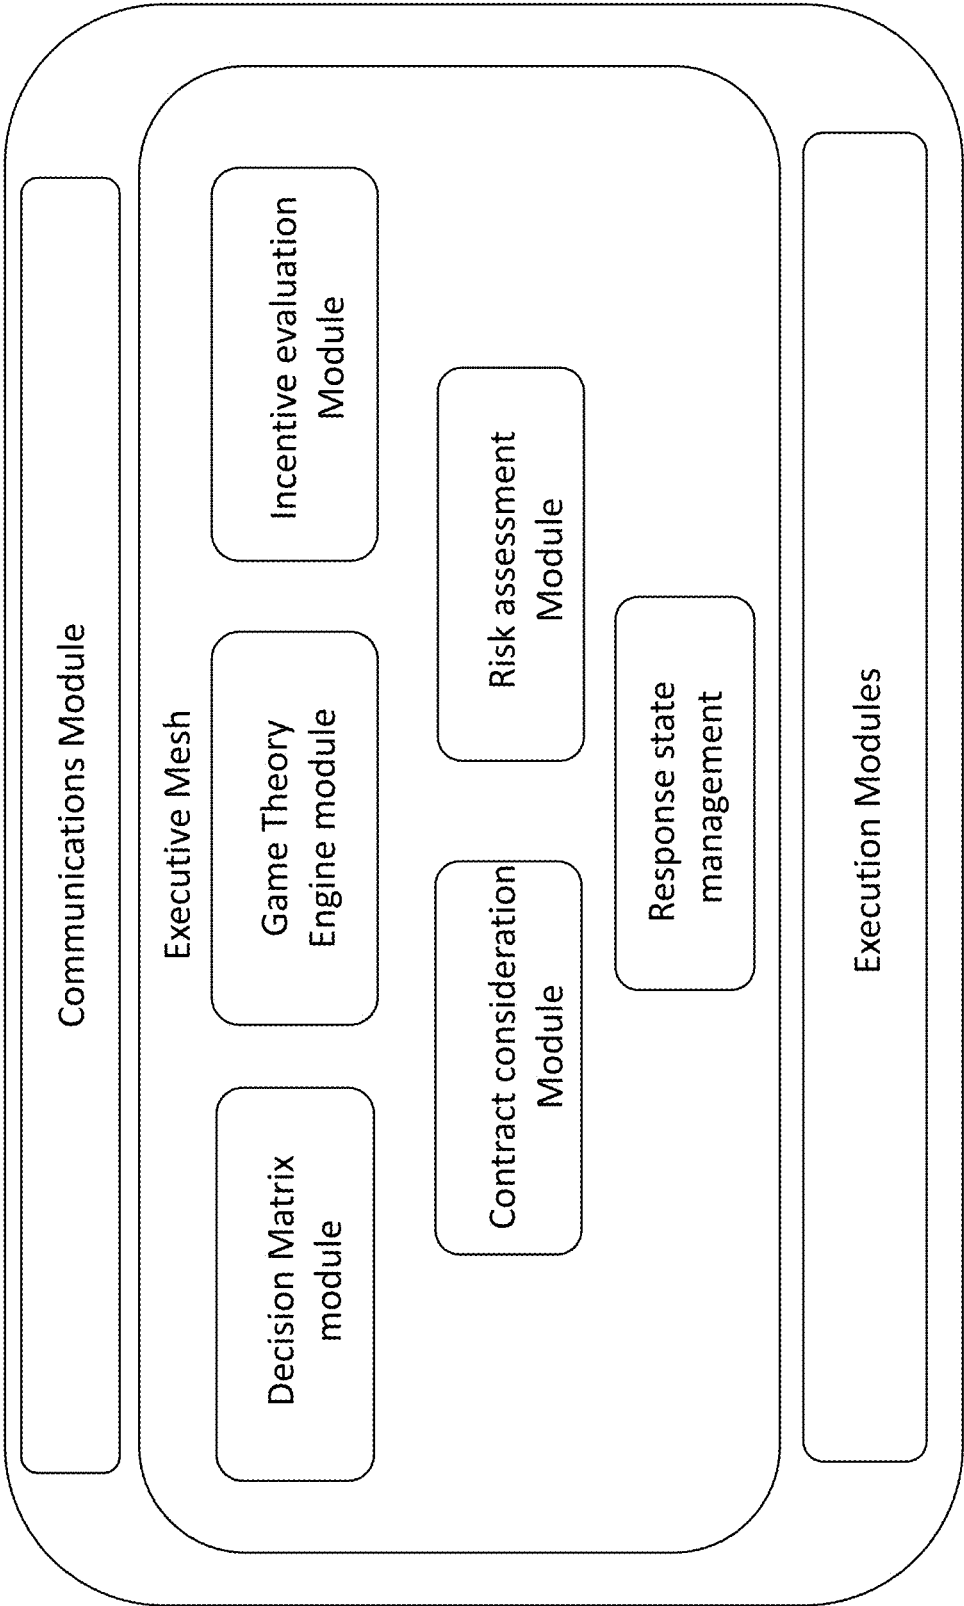 Communications Module
Executive Mesh
Decision Matrix
module
Game Theory
Engine module
Incentive evaluation
Module
Contract consideration
Module
Risk assessment
Module
Response state
management
Execution Modules